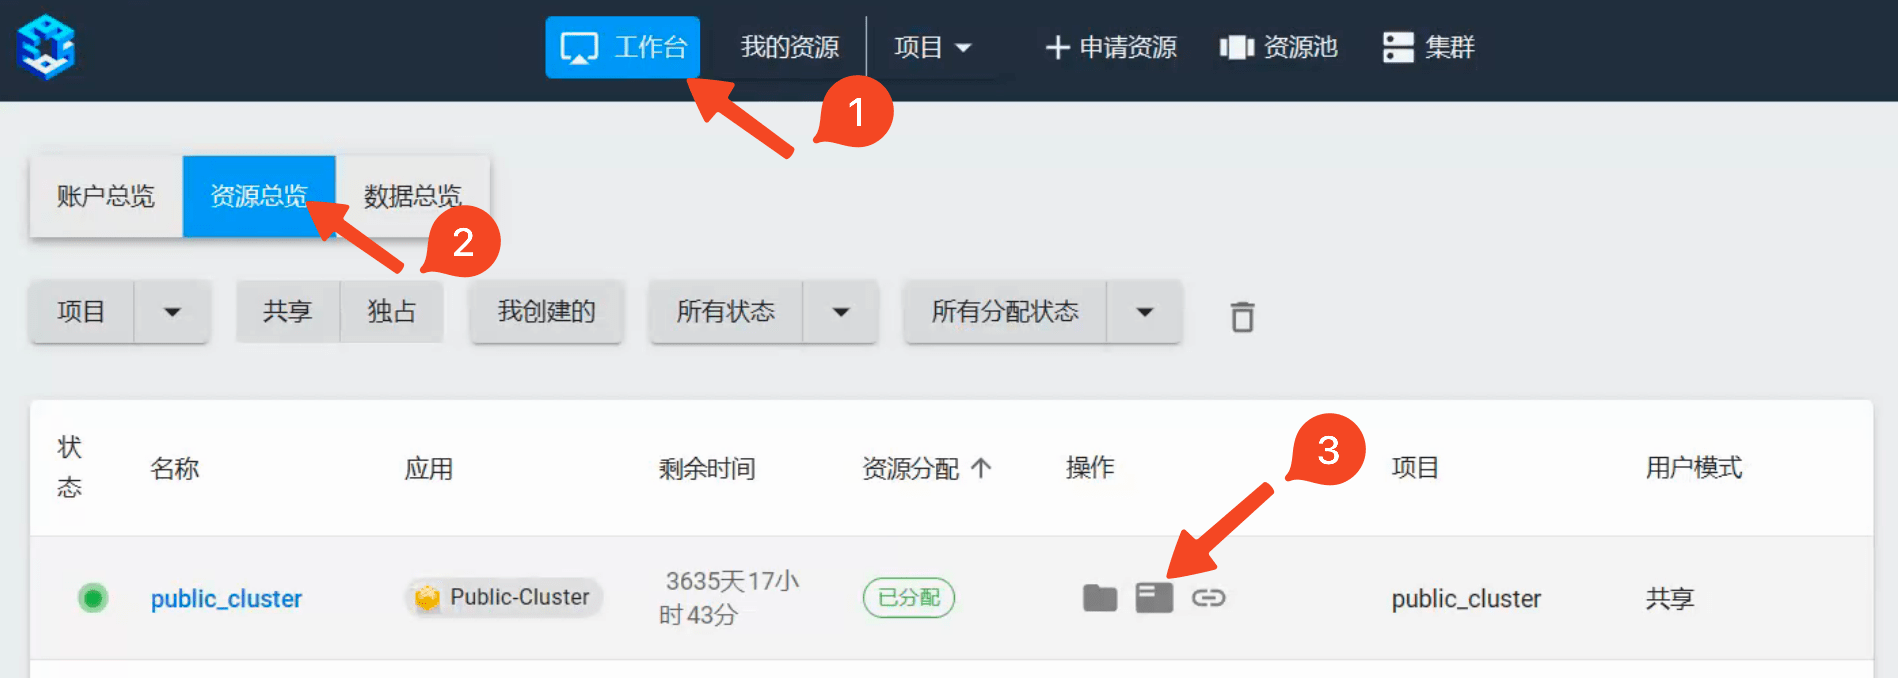 工作台 我的资源 项目 申请资源 资源池 集群
1
账户总览 资源总览 数据总览
2
项目 共享 独占 我创建的 所有状态 所有分配状态
3
状态 名称 应用 剩余时间 资源分配 操作 项目 用户模式
public_cluster Public-Cluster 3635天17小时43分 已分配 public_cluster 共享